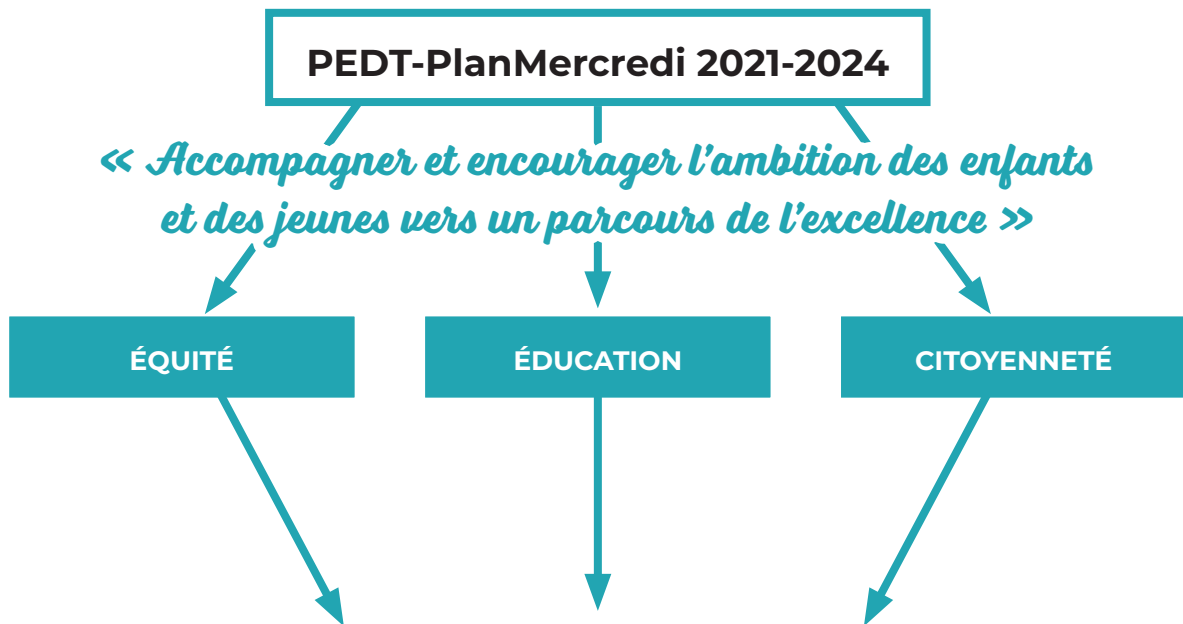 PEDT-PlanMercredi 2021-2024
« Accompagner et encourager l'ambition des enfants
et des jeunes vers un parcours de l'excellence »
ÉQUITÉ
ÉDUCATION
CITOYENNETÉ